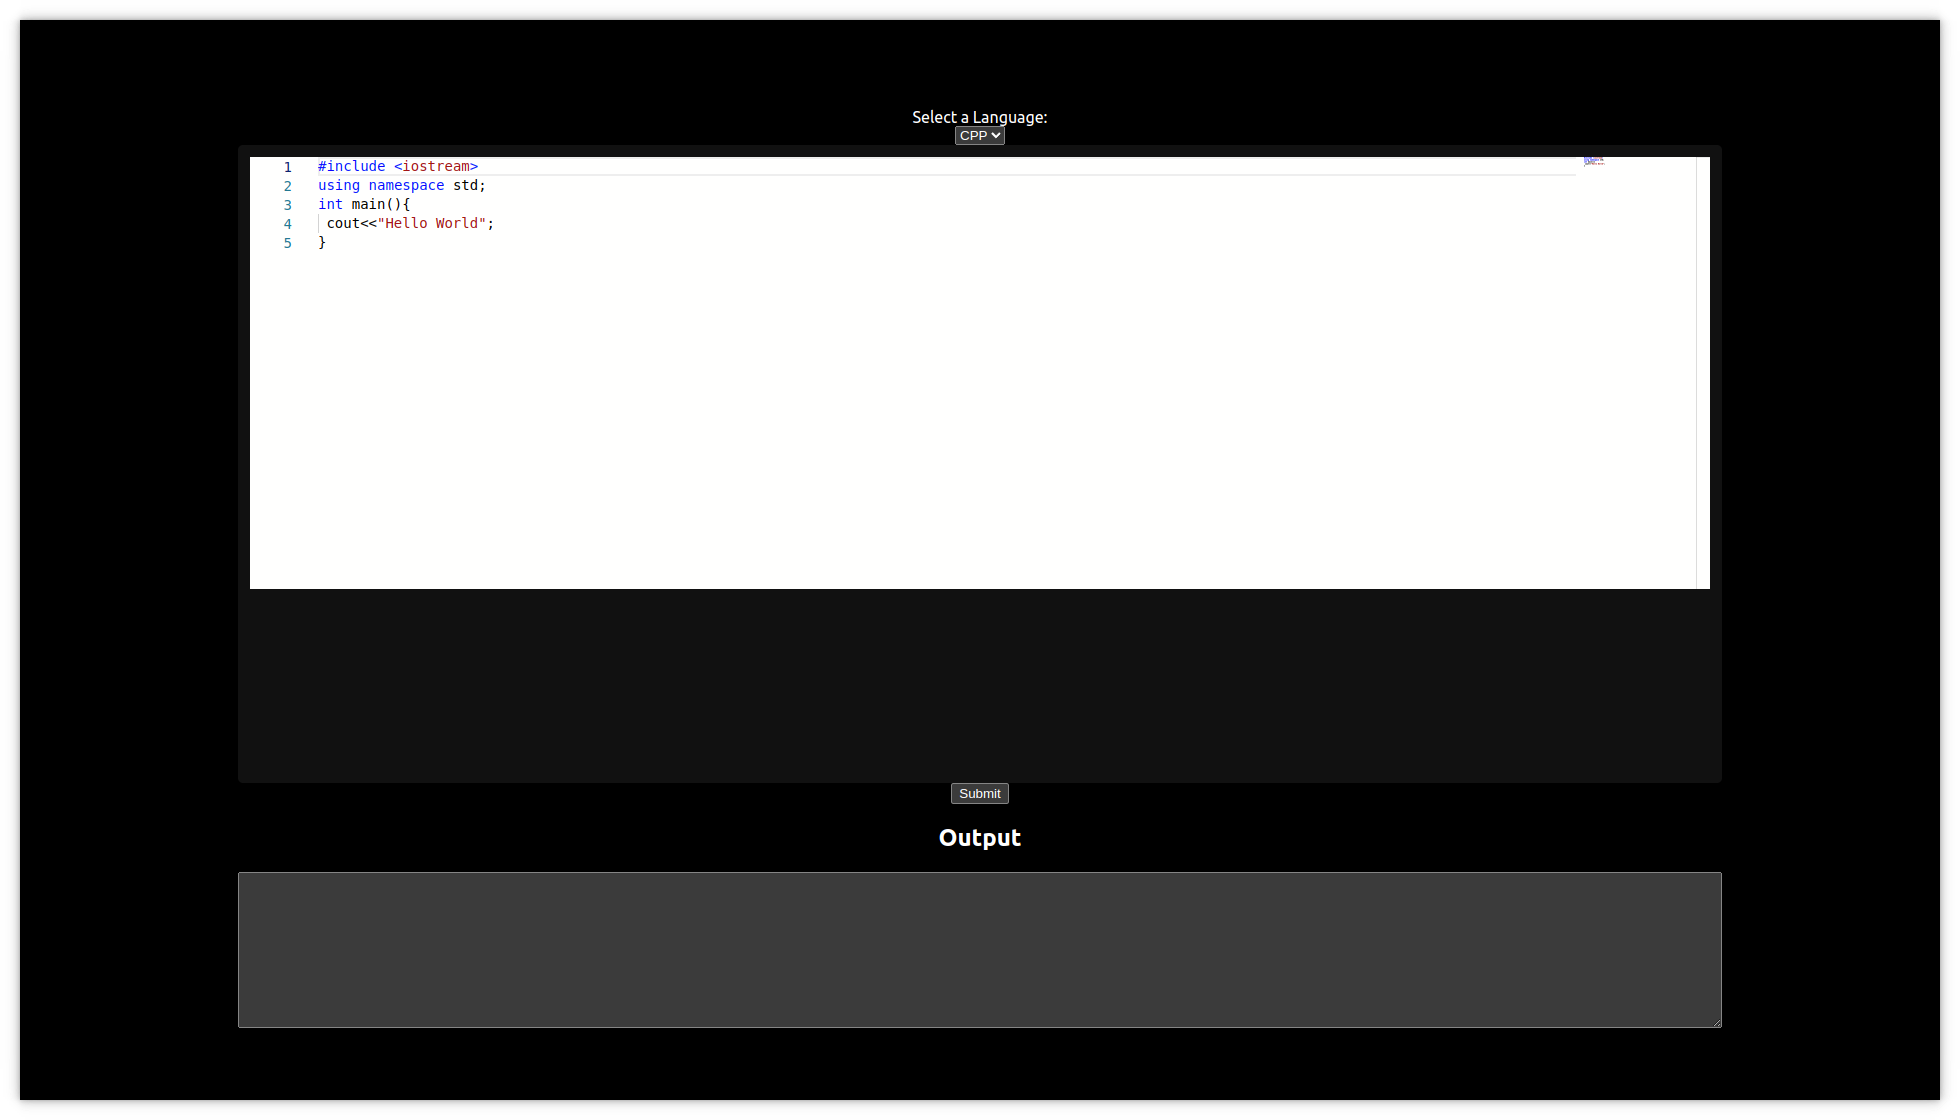 Select a Language:
CPP
1 #include <iostream>
2 using namespace std;
3 int main(){
4  cout<<"Hello World";
5 }
Submit
Output